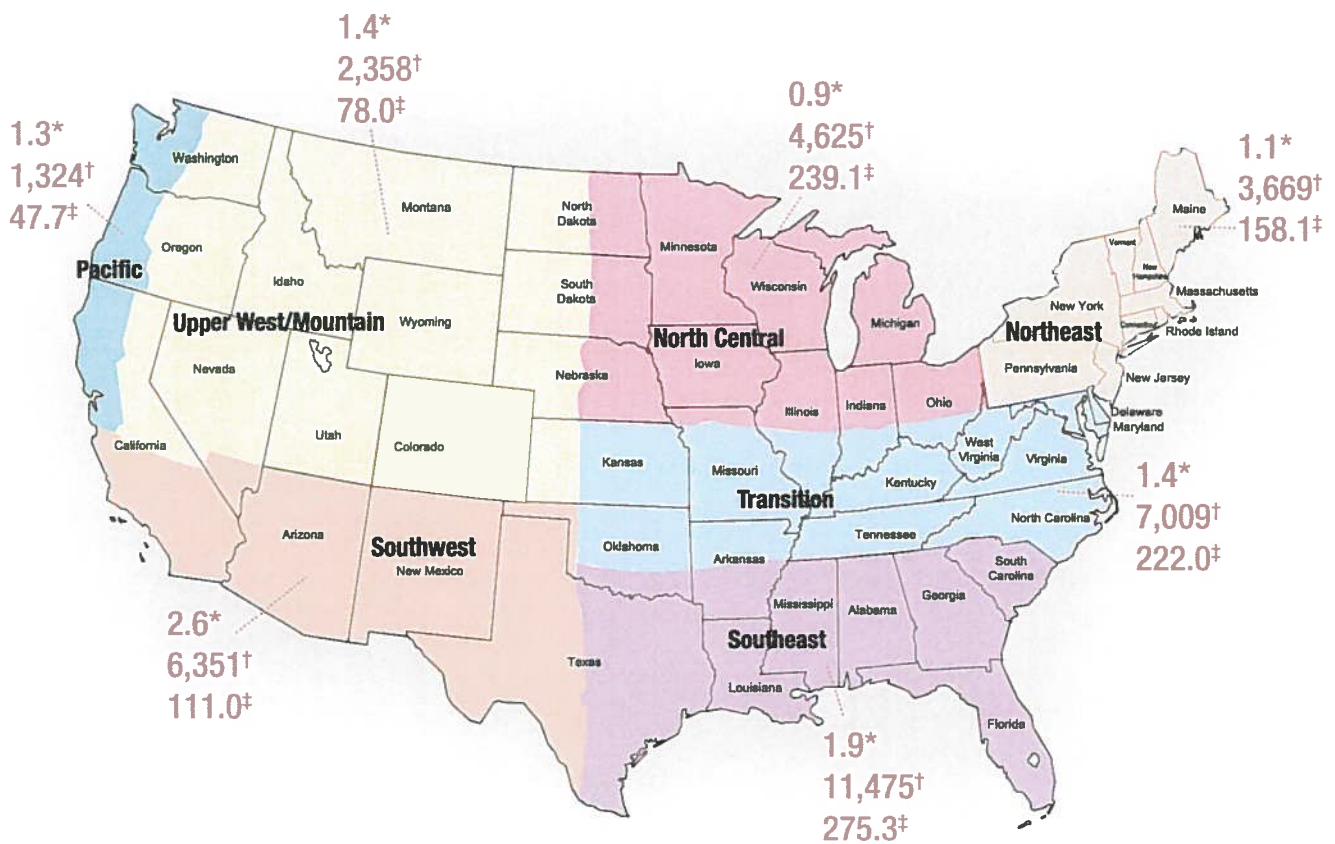 1.4*
2,358†
78.0‡
0.9*
4,625†
239.1‡
1.3*
1,324†
47.7‡
1.1*
3,669†
158.1‡
Washington
Montana
North
Dakota
Minnesota
Maine
Vermont
New
Hampshire
Oregon
Pacific
Idaho
South
Dakota
Wisconsin
Massachusetts
Upper West/Mountain
Wyoming
Michigan
New York
Connecticut
Rhode Island
North Central
Northeast
Nevada
Nebraska
Iowa
Pennsylvania
New Jersey
Illinois
Indiana
Ohio
Delaware
Maryland
California
Utah
Colorado
Kansas
Missouri
West
Virginia
Virginia
Kentucky
Transition
1.4*
7,009†
222.0‡
North Carolina
Arizona
Southwest
New Mexico
Oklahoma
Tennessee
Arkansas
South
Carolina
2.6*
6,351†
111.0‡
Mississippi
Alabama
Georgia
Southeast
Texas
Louisiana
Florida
1.9*
11,475†
275.3‡